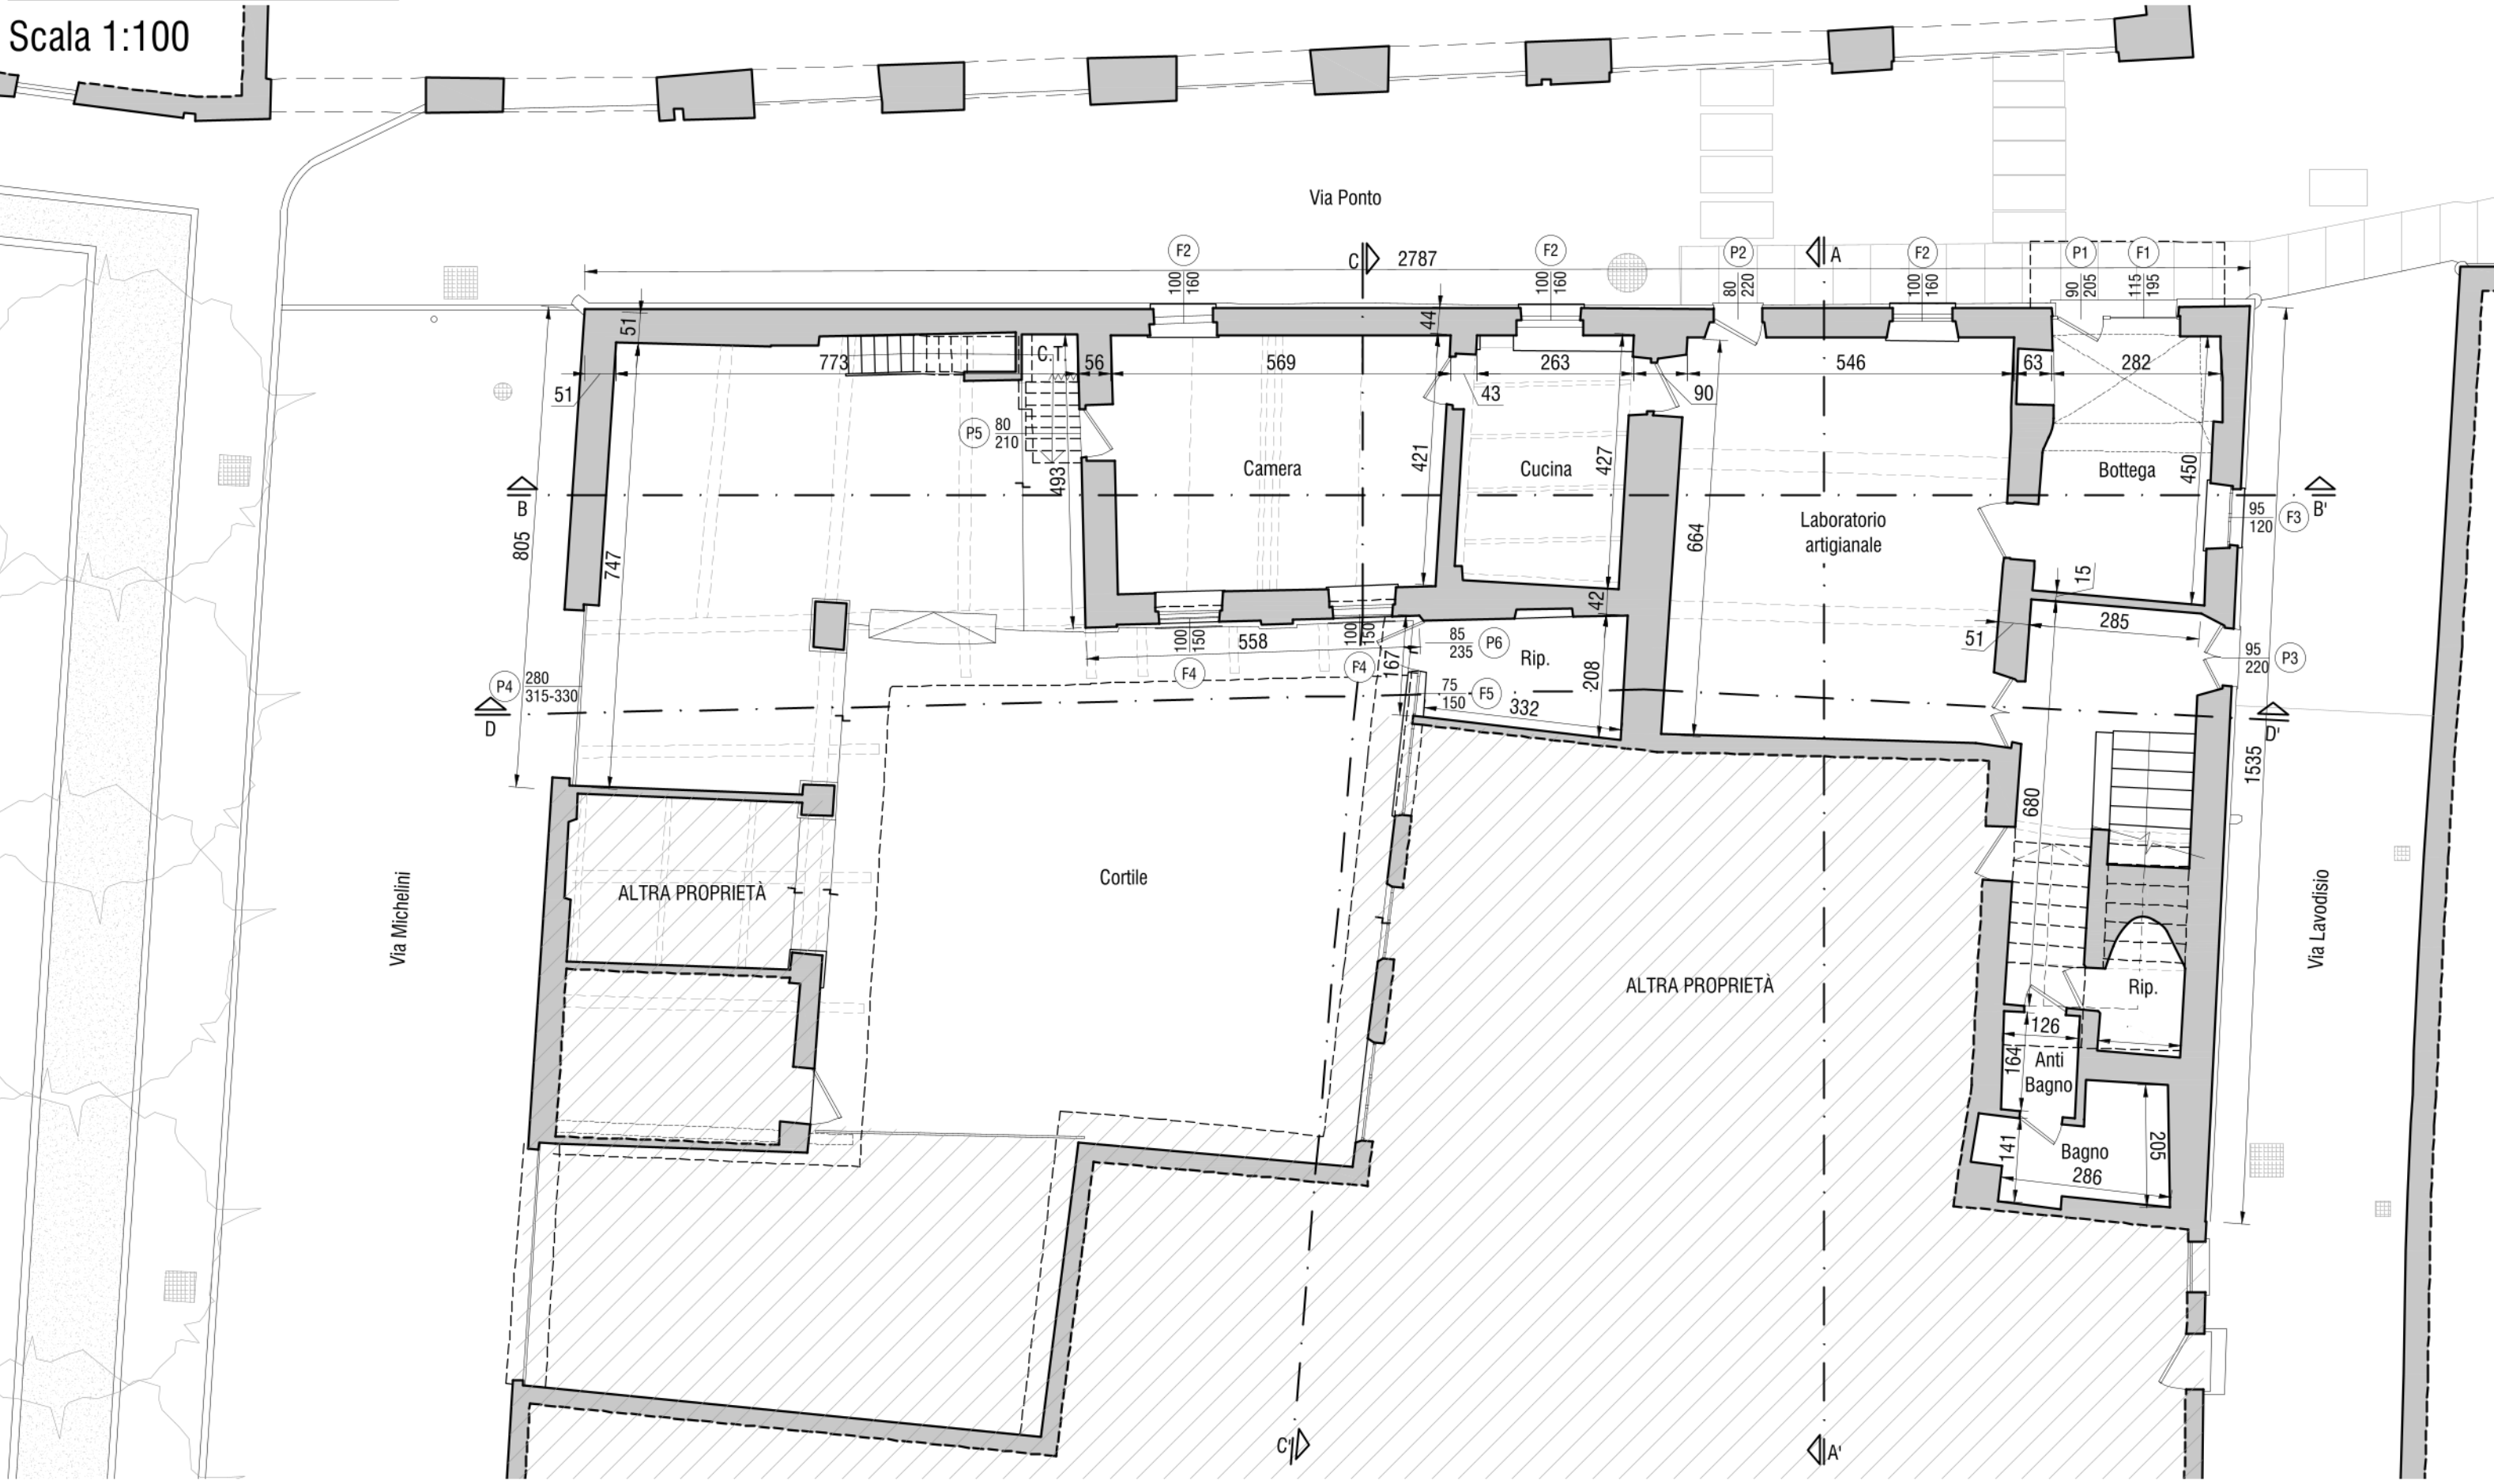 Scala 1:100
Via Ponto
F2
100
160
C
2787
F2
100
160
P2
80
220
A
F2
100
160
P1
90
205
F1
115
195
51
44
773
C.T.
56
569
263
546
63
282
51
43
90
P5
80
210
493
Camera
421
Cucina
427
Bottega
450
B
B'
95
120
F3
805
747
664
Laboratorio
artigianale
15
42
285
51
100
150
558
100
150
167
85
235
P6
Rip.
208
95
220
P3
F4
F4
P4
280
315-330
75
150
F5
332
D
D'
1535
680
Cortile
ALTRA PROPRIETÀ
Via Michelini
Via Lavodisio
ALTRA PROPRIETÀ
Rip.
126
164
Anti
Bagno
141
Bagno
205
286
C'
A'